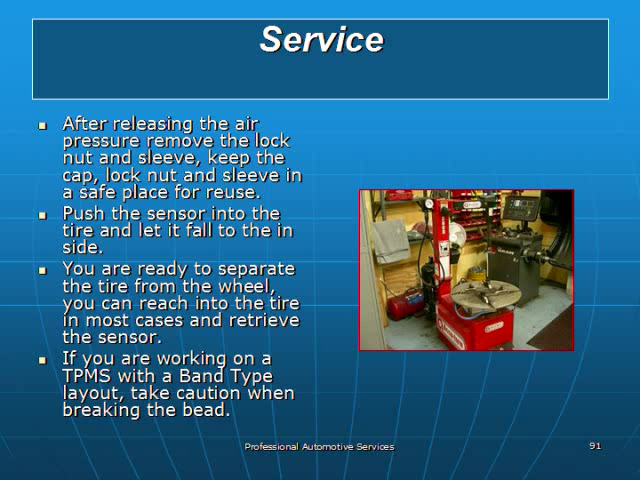 Service
After releasing the air
pressure remove the lock
nut and sleeve, keep the
cap, lock nut and sleeve in
a safe place for reuse.
Push the sensor into the
tire and let it fall to the in
side.
You are ready to separate
the tire from the wheel,
you can reach into the tire
in most cases and retrieve
the sensor.
If you are working on a
TPMS with a Band Type
layout, take caution when
breaking the bead.
Professional Automotive Services
91